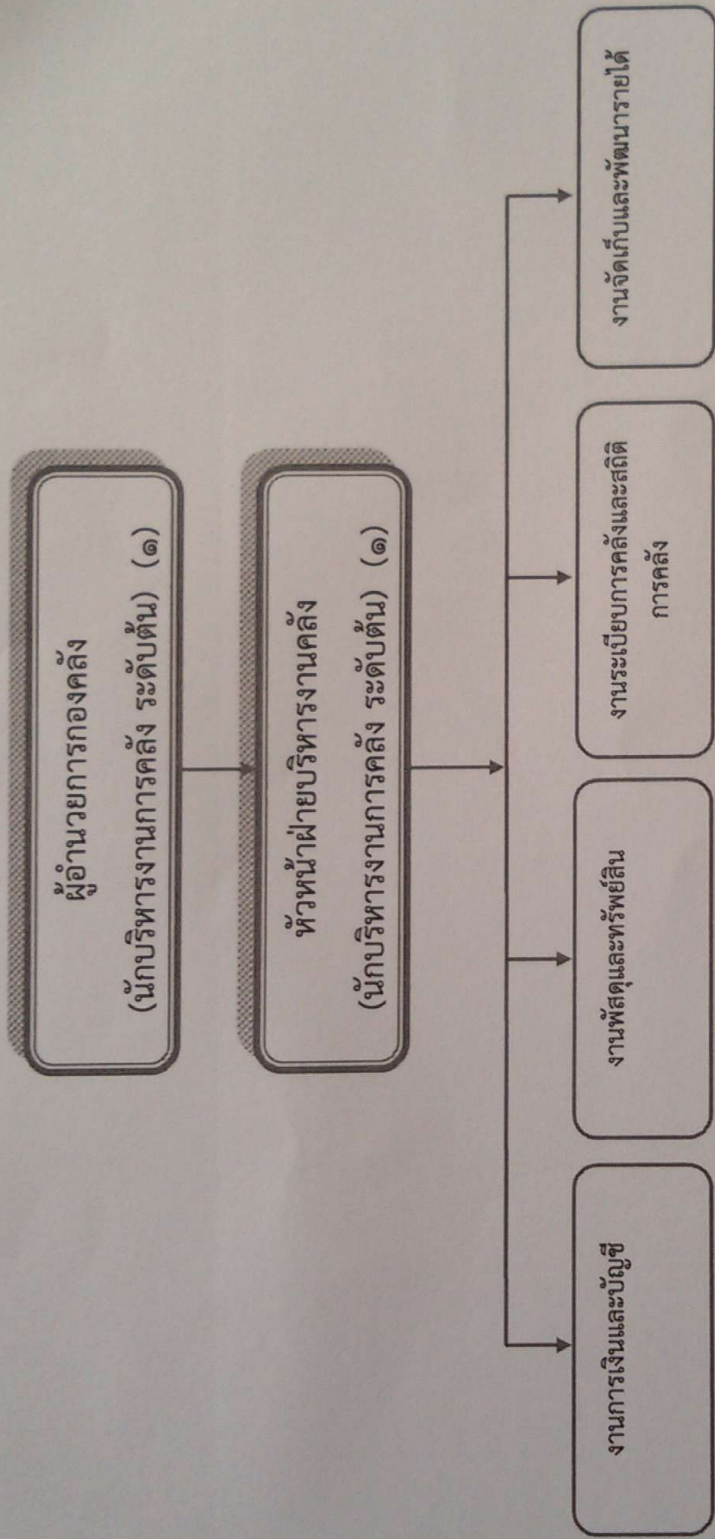 ผู้อำนวยการกองคลัง
(นักบริหารงานการคลัง ระดับต้น) (๑)
หัวหน้าฝ่ายบริหารงานคลัง
(นักบริหารงานการคลัง ระดับต้น) (๑)
งานการเงินและบัญชี
งานพัสดุและทรัพย์สิน
งานระเบียบการคลังและสถิติ
การคลัง
งานจัดเก็บและพัฒนารายได้